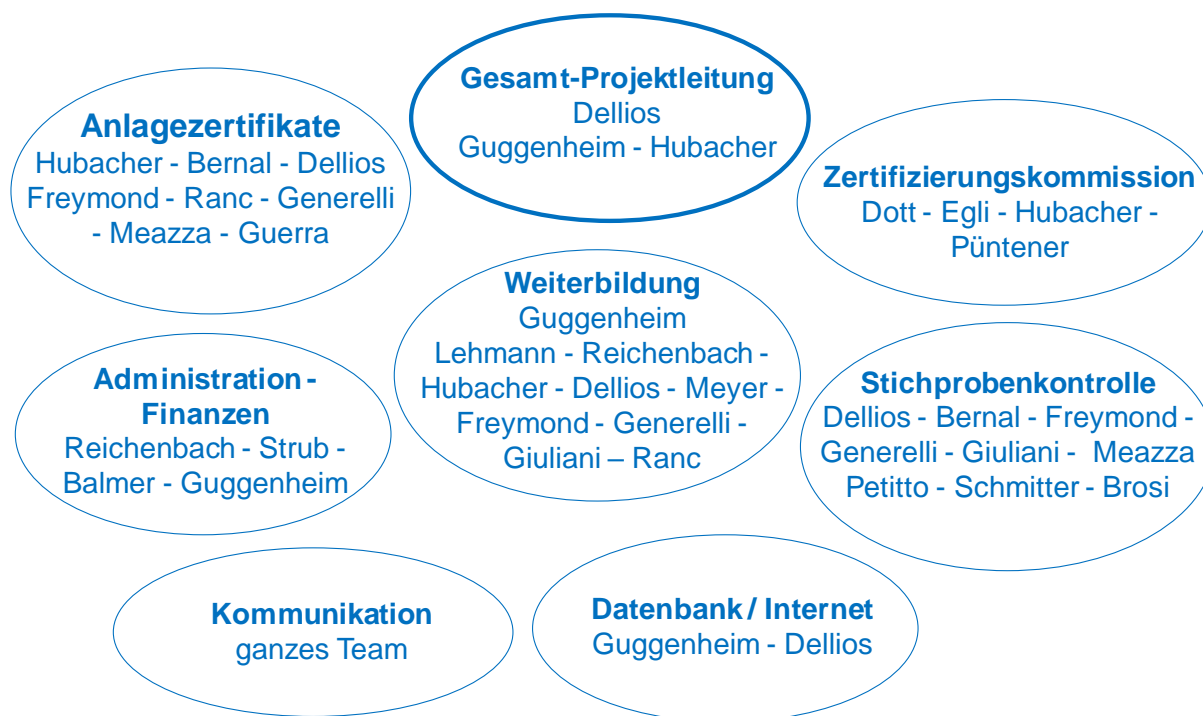 Gesamt-Projektleitung
Dellios
Guggenheim - Hubacher
Anlagezertifikate
Hubacher - Bernal - Dellios
Freymond - Ranc - Generelli
- Meazza - Guerra
Zertifizierungskommission
Dott - Egli - Hubacher -
Püntener
Weiterbildung
Guggenheim
Lehmann - Reichenbach -
Hubacher - Dellios - Meyer -
Freymond - Generelli -
Giuliani – Ranc
Administration -
Finanzen
Reichenbach - Strub -
Balmer - Guggenheim
Stichprobenkontrolle
Dellios - Bernal - Freymond -
Generelli - Giuliani - Meazza
Petitto - Schmitter - Brosi
Kommunikation
ganzes Team
Datenbank / Internet
Guggenheim - Dellios